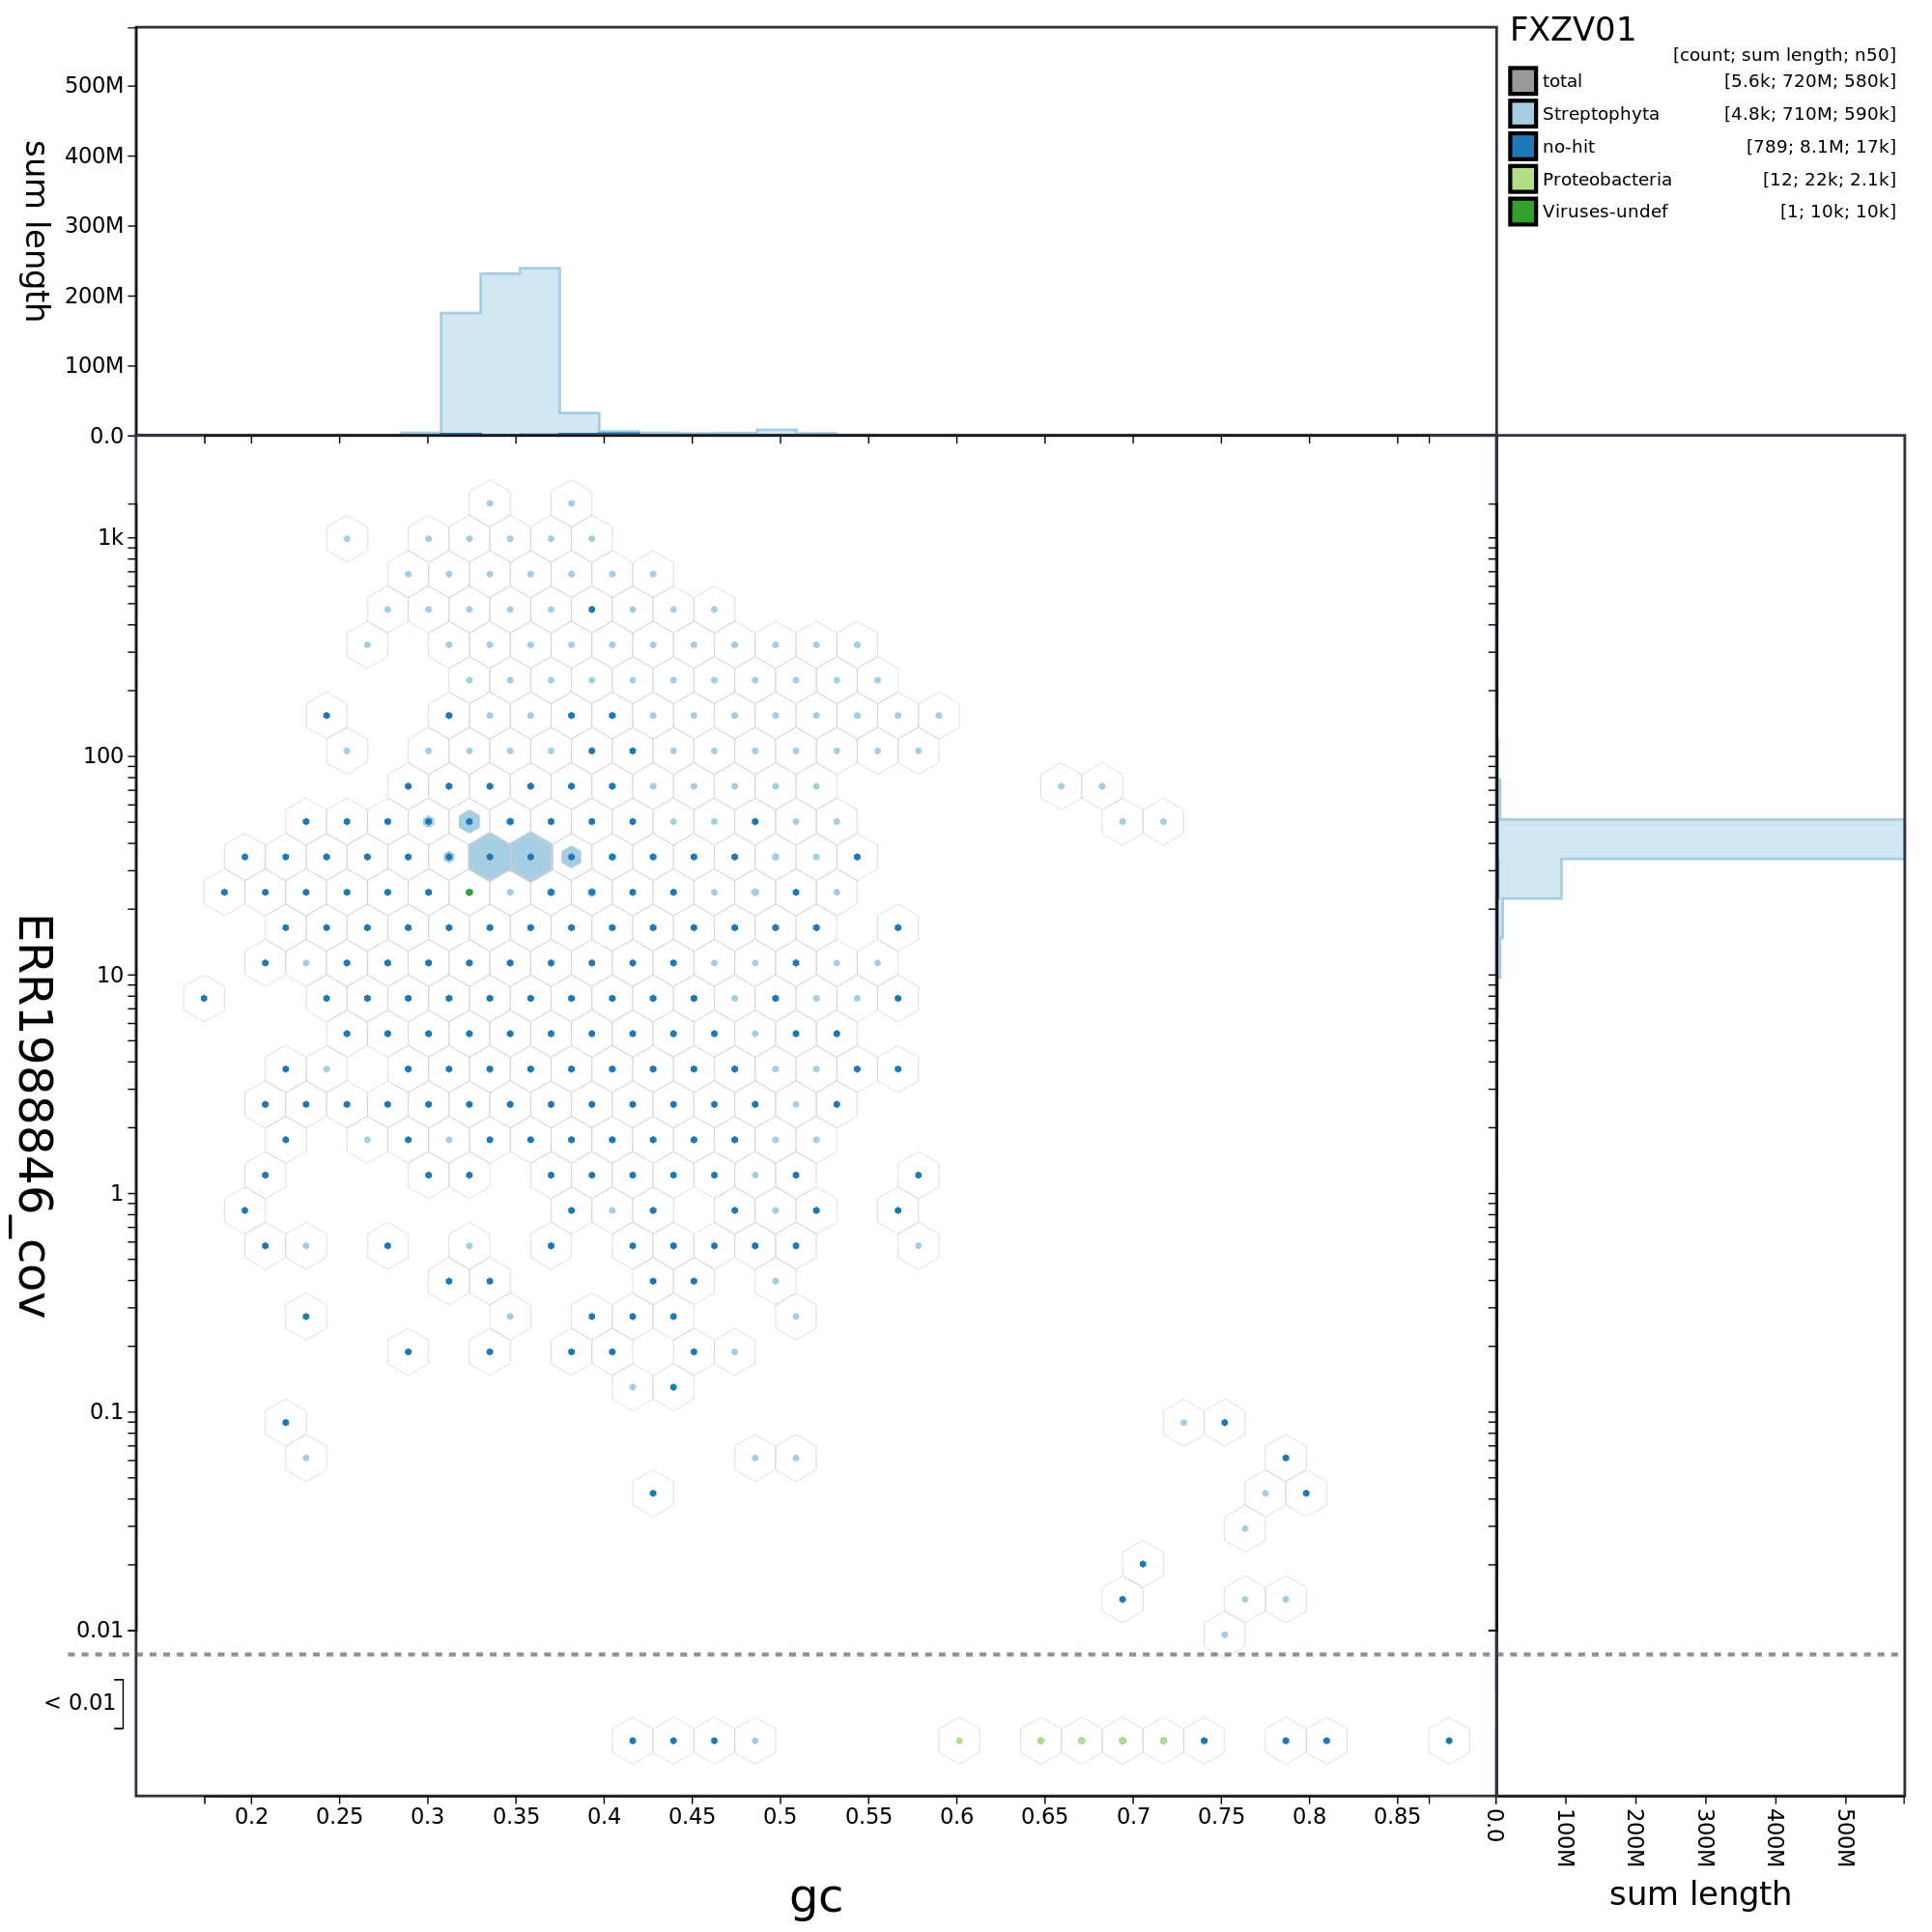 FXZV01
[count; sum length; n50]
total [5.6k; 720M; 580k]
Streptophyta [4.8k; 710M; 590k]
no-hit [789; 8.1M; 17k]
Proteobacteria [12; 22k; 2.1k]
Viruses-undef [1; 10k; 10k]
sum length
500M
400M
300M
200M
100M
0.0
ERR1988846_cov
1k
100
10
1
0.1
0.01
< 0.01
0.2 0.25 0.3 0.35 0.4 0.45 0.5 0.55 0.6 0.65 0.7 0.75 0.8 0.85
gc
0.0 100M 200M 300M 400M 500M
sum length